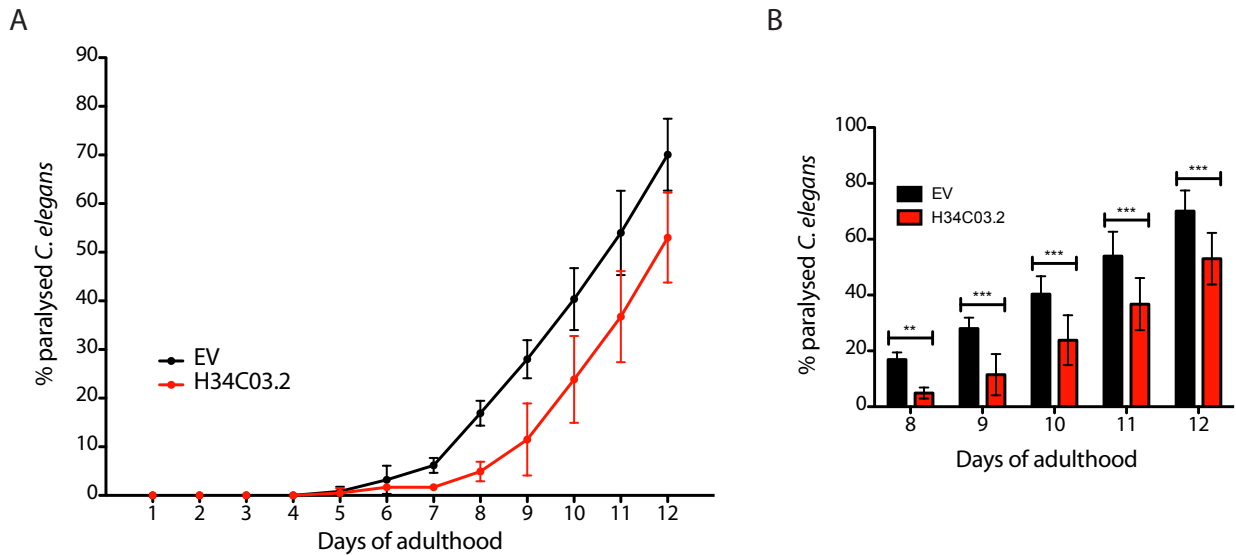 A
90
80
70
60
50
40
30
20
10
0
% paralysed C. elegans
EV
H34C03.2
1 2 3 4 5 6 7 8 9 10 11 12
Days of adulthood
B
100
80
60
40
20
0
% paralysed C. elegans
EV
H34C03.2
**
***
***
***
***
8 9 10 11 12
Days of adulthood